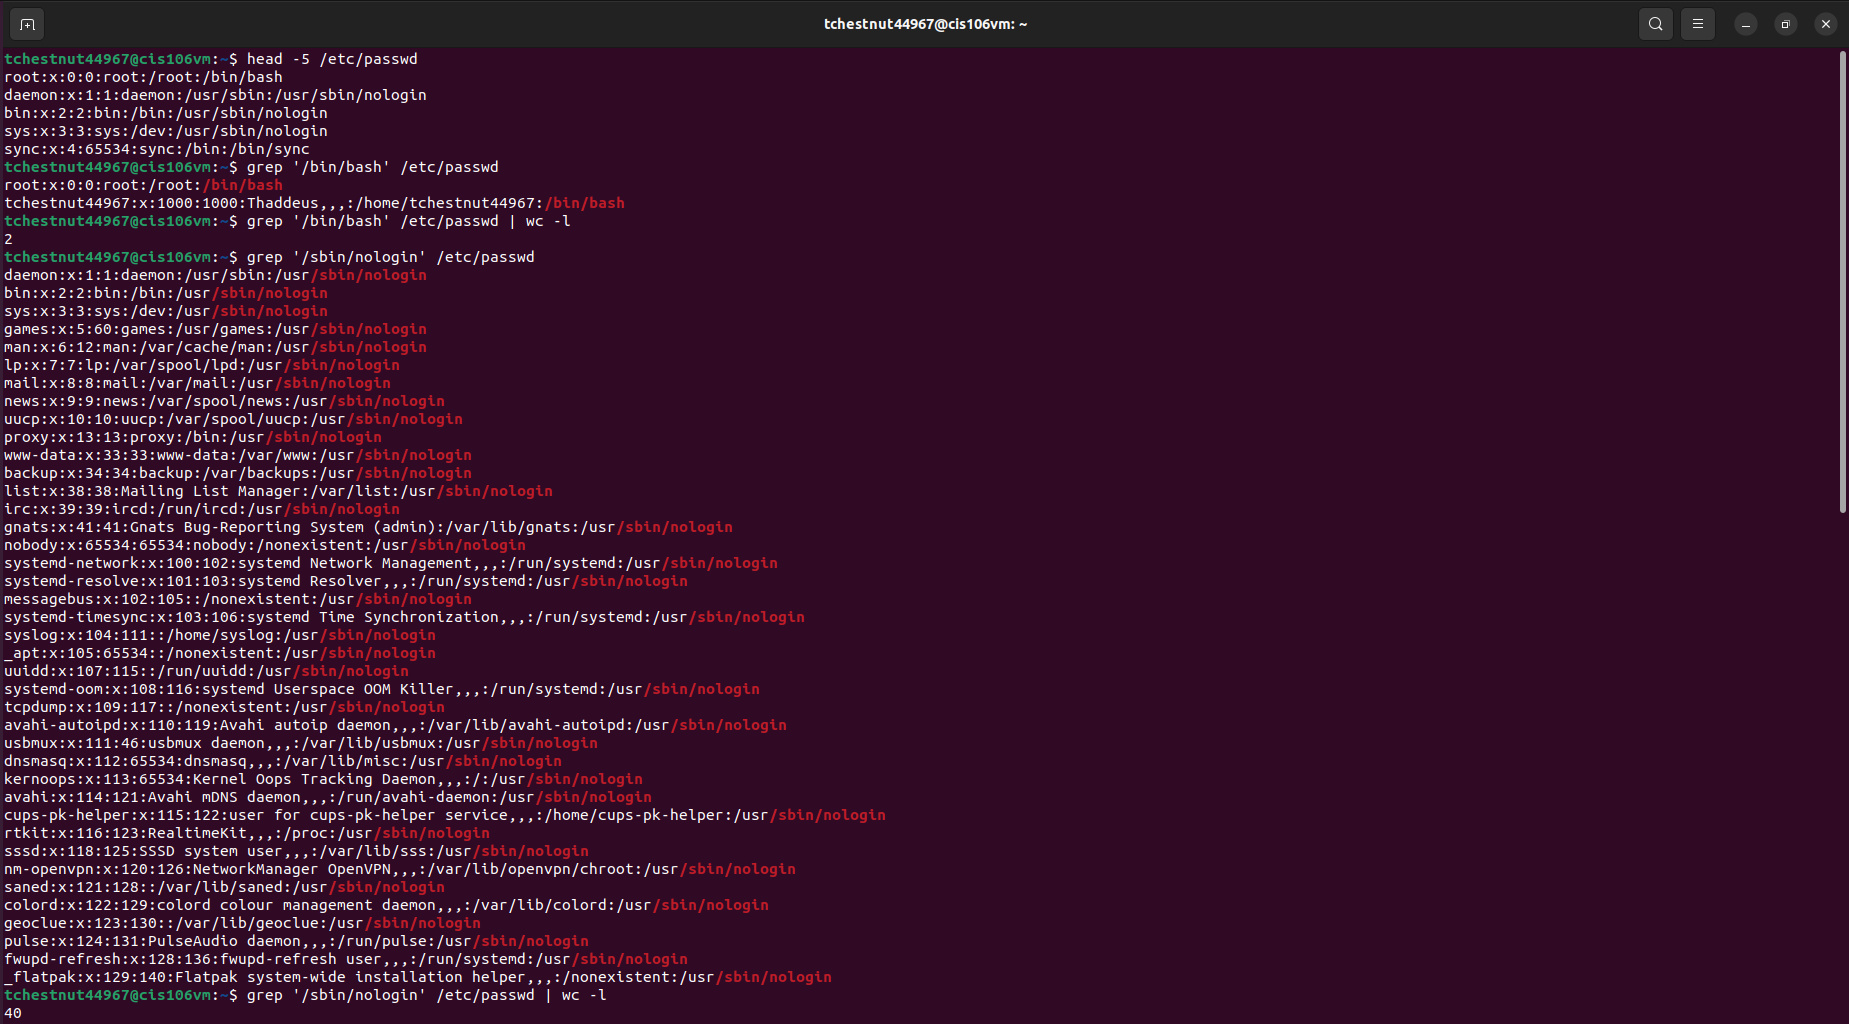 tchestnut44967@cis106vm: ~
tchestnut44967@cis106vm:~$ head -5 /etc/passwd
root:x:0:0:root:/root:/bin/bash
daemon:x:1:1:daemon:/usr/sbin:/usr/sbin/nologin
bin:x:2:2:bin:/bin:/usr/sbin/nologin
sys:x:3:3:sys:/dev:/usr/sbin/nologin
sync:x:4:65534:sync:/bin:/bin/sync
tchestnut44967@cis106vm:~$ grep '/bin/bash' /etc/passwd
root:x:0:0:root:/root:/bin/bash
tchestnut44967:x:1000:1000:Thaddeus,,,:/home/tchestnut44967:/bin/bash
tchestnut44967@cis106vm:~$ grep '/bin/bash' /etc/passwd | wc -l
2
tchestnut44967@cis106vm:~$ grep '/sbin/nologin' /etc/passwd
daemon:x:1:1:daemon:/usr/sbin:/usr/sbin/nologin
bin:x:2:2:bin:/bin:/usr/sbin/nologin
sys:x:3:3:sys:/dev:/usr/sbin/nologin
games:x:5:60:games:/usr/games:/usr/sbin/nologin
man:x:6:12:man:/var/cache/man:/usr/sbin/nologin
lp:x:7:7:lp:/var/spool/lpd:/usr/sbin/nologin
mail:x:8:8:mail:/var/mail:/usr/sbin/nologin
news:x:9:9:news:/var/spool/news:/usr/sbin/nologin
uucp:x:10:10:uucp:/var/spool/uucp:/usr/sbin/nologin
proxy:x:13:13:proxy:/bin:/usr/sbin/nologin
www-data:x:33:33:www-data:/var/www:/usr/sbin/nologin
backup:x:34:34:backup:/var/backups:/usr/sbin/nologin
list:x:38:38:Mailing List Manager:/var/list:/usr/sbin/nologin
irc:x:39:39:ircd:/run/ircd:/usr/sbin/nologin
gnats:x:41:41:Gnats Bug-Reporting System (admin):/var/lib/gnats:/usr/sbin/nologin
nobody:x:65534:65534:nobody:/nonexistent:/usr/sbin/nologin
systemd-network:x:100:102:systemd Network Management,,,:/run/systemd:/usr/sbin/nologin
systemd-resolve:x:101:103:systemd Resolver,,,:/run/systemd:/usr/sbin/nologin
messagebus:x:102:105::/nonexistent:/usr/sbin/nologin
systemd-timesync:x:103:106:systemd Time Synchronization,,,:/run/systemd:/usr/sbin/nologin
syslog:x:104:111::/home/syslog:/usr/sbin/nologin
_apt:x:105:65534::/nonexistent:/usr/sbin/nologin
uuidd:x:107:115::/run/uuidd:/usr/sbin/nologin
systemd-oom:x:108:116:systemd Userspace OOM Killer,,,:/run/systemd:/usr/sbin/nologin
tcpdump:x:109:117::/nonexistent:/usr/sbin/nologin
avahi-autoipd:x:110:119:Avahi autoip daemon,,,:/var/lib/avahi-autoipd:/usr/sbin/nologin
usbmux:x:111:46:usbmux daemon,,,:/var/lib/usbmux:/usr/sbin/nologin
dnsmasq:x:112:65534:dnsmasq,,,:/var/lib/misc:/usr/sbin/nologin
kernoops:x:113:65534:Kernel Oops Tracking Daemon,,,:/:/usr/sbin/nologin
avahi:x:114:121:Avahi mDNS daemon,,,:/run/avahi-daemon:/usr/sbin/nologin
cups-pk-helper:x:115:122:user for cups-pk-helper service,,,:/home/cups-pk-helper:/usr/sbin/nologin
rtkit:x:116:123:RealtimeKit,,,:/proc:/usr/sbin/nologin
sssd:x:118:125:SSSD system user,,,:/var/lib/sss:/usr/sbin/nologin
nm-openvpn:x:120:126:NetworkManager OpenVPN,,,:/var/lib/openvpn/chroot:/usr/sbin/nologin
saned:x:121:128::/var/lib/saned:/usr/sbin/nologin
colord:x:122:129:colord colour management daemon,,,:/var/lib/colord:/usr/sbin/nologin
geoclue:x:123:130::/var/lib/geoclue:/usr/sbin/nologin
pulse:x:124:131:PulseAudio daemon,,,:/run/pulse:/usr/sbin/nologin
fwupd-refresh:x:128:136:fwupd-refresh user,,,:/run/systemd:/usr/sbin/nologin
_flatpak:x:129:140:Flatpak system-wide installation helper,,,:/nonexistent:/usr/sbin/nologin
tchestnut44967@cis106vm:~$ grep '/sbin/nologin' /etc/passwd | wc -l
40